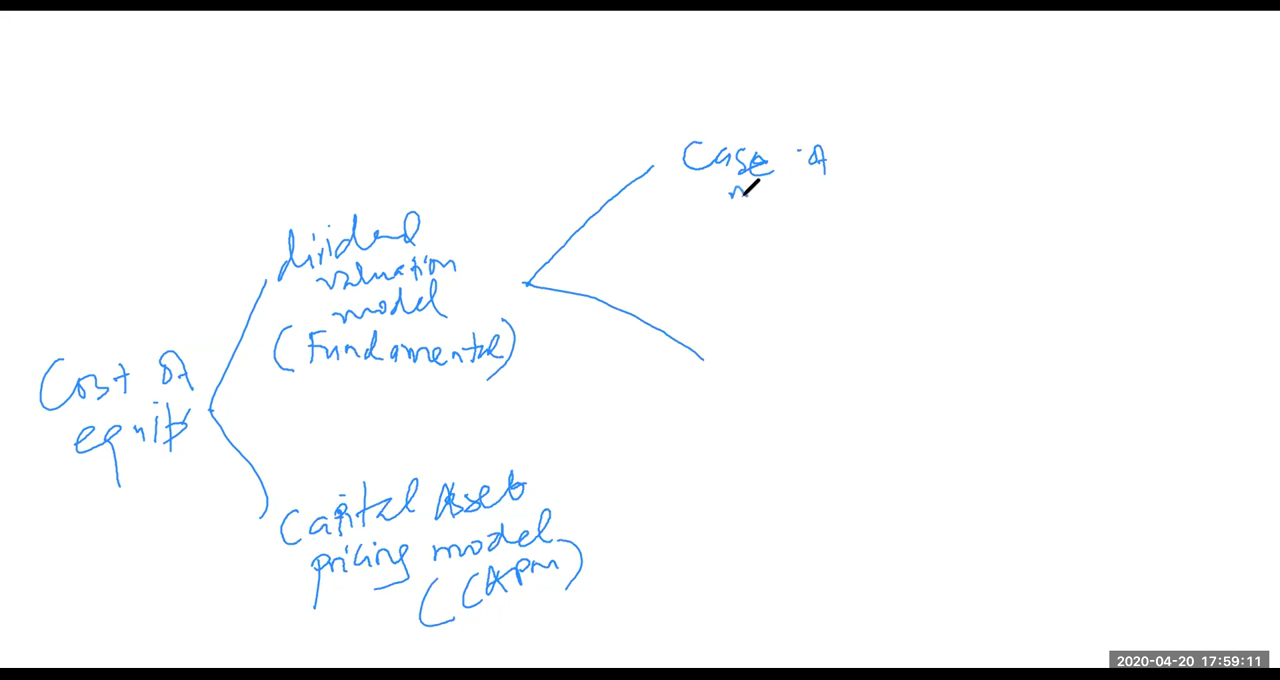 Case of
n
dividend
valuation
model
(Fundamental)
Cost of
equity
Capital Asset
pricing model
(CAPM)
2020-04-20 17:59:11